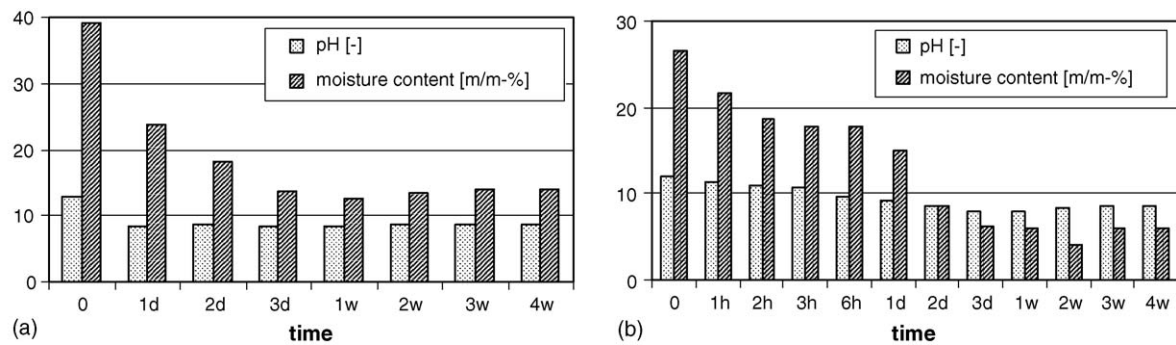 40
30
20
10
0
pH [-]
moisture content [m/m-%]
0 1d 2d 3d 1w 2w 3w 4w
(a)
time
30
20
10
0
pH [-]
moisture content [m/m-%]
0 1h 2h 3h 6h 1d 2d 3d 1w 2w 3w 4w
(b)
time